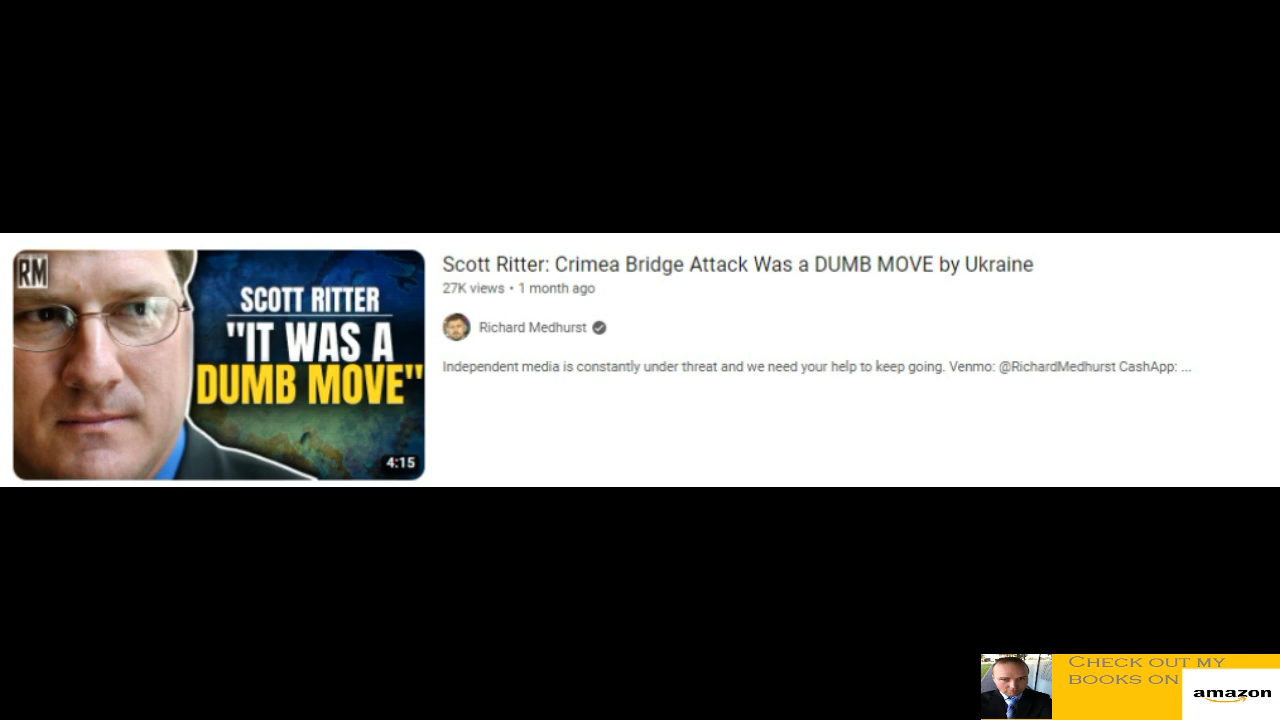 RM
SCOTT RITTER
"IT WAS A
DUMB MOVE"
4:15
Scott Ritter: Crimea Bridge Attack Was a DUMB MOVE by Ukraine
27K views • 1 month ago
Richard Medhurst
Independent media is constantly under threat and we need your help to keep going. Venmo: @RichardMedhurst CashApp: ...
CHECK OUT MY
BOOKS ON
amazon